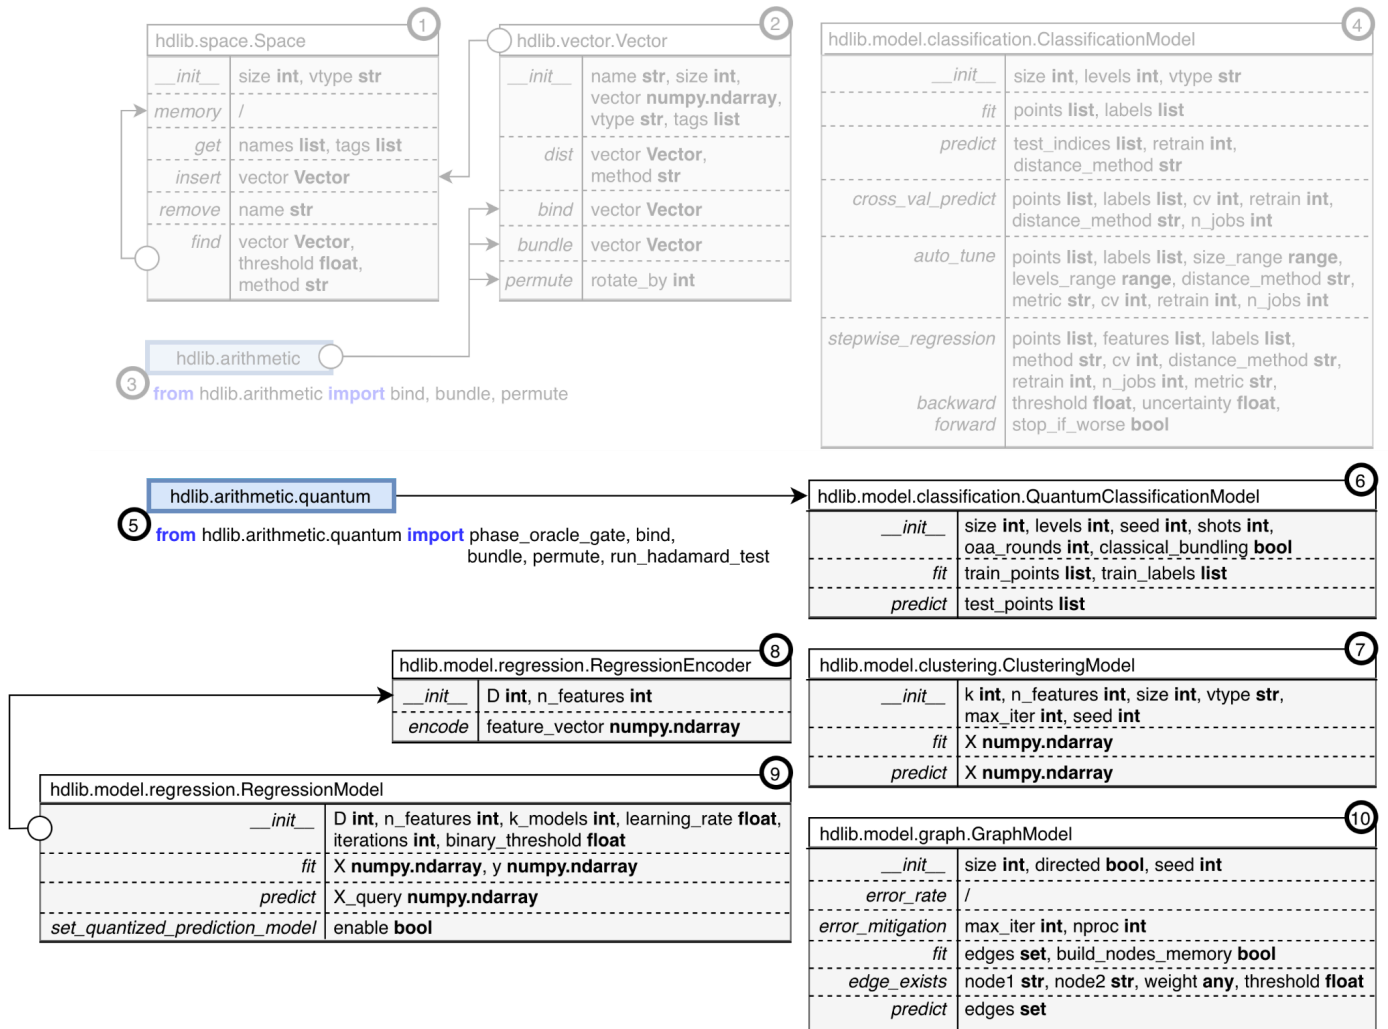 1
hdlib.space.Space
__init__ size int, vtype str
memory /
get names list, tags list
insert vector Vector
remove name str
find vector Vector,
threshold float,
method str
2
hdlib.vector.Vector
__init__ name str, size int,
vector numpy.ndarray,
vtype str, tags list
dist vector Vector,
method str
bind vector Vector
bundle vector Vector
permute rotate_by int
hdlib.arithmetic
3
from hdlib.arithmetic import bind, bundle, permute
4
hdlib.model.classification.ClassificationModel
__init__ size int, levels int, vtype str
fit points list, labels list
predict test_indices list, retrain int,
distance_method str
cross_val_predict points list, labels list, cv int, retrain int,
distance_method str, n_jobs int
auto_tune points list, labels list, size_range range,
levels_range range, distance_method str,
metric str, cv int, retrain int, n_jobs int
stepwise_regression points list, features list, labels list,
method str, cv int, distance_method str,
retrain int, n_jobs int, metric str,
backward threshold float, uncertainty float,
forward stop_if_worse bool
hdlib.arithmetic.quantum
5
from hdlib.arithmetic.quantum import phase_oracle_gate, bind,
bundle, permute, run_hadamard_test
6
hdlib.model.classification.QuantumClassificationModel
__init__ size int, levels int, seed int, shots int,
oaa_rounds int, classical_bundling bool
fit train_points list, train_labels list
predict test_points list
8
hdlib.model.regression.RegressionEncoder
__init__ D int, n_features int
encode feature_vector numpy.ndarray
7
hdlib.model.clustering.ClusteringModel
__init__ k int, n_features int, size int, vtype str,
max_iter int, seed int
fit X numpy.ndarray
predict X numpy.ndarray
9
hdlib.model.regression.RegressionModel
__init__ D int, n_features int, k_models int, learning_rate float,
iterations int, binary_threshold float
fit X numpy.ndarray, y numpy.ndarray
predict X_query numpy.ndarray
set_quantized_prediction_model enable bool
10
hdlib.model.graph.GraphModel
__init__ size int, directed bool, seed int
error_rate /
error_mitigation max_iter int, nproc int
fit edges set, build_nodes_memory bool
edge_exists node1 str, node2 str, weight any, threshold float
predict edges set